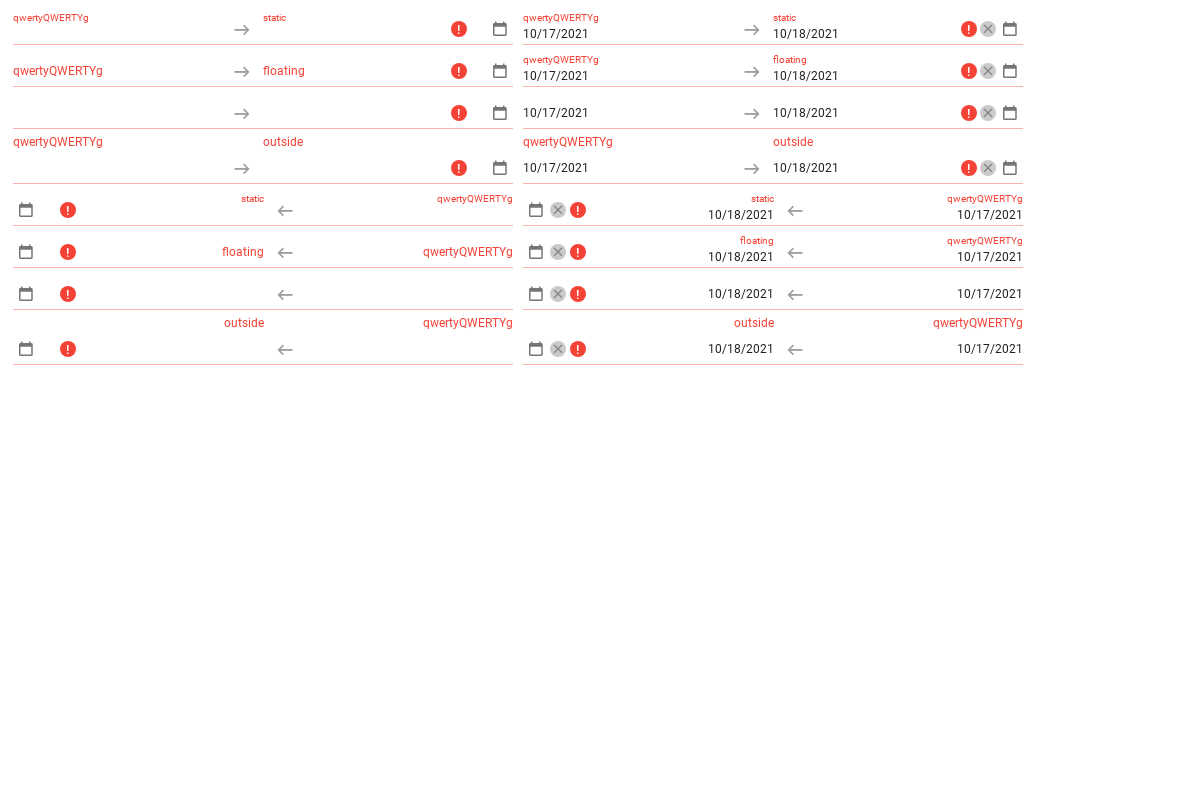 qwertyQWERTYg static qwertyQWERTYg static
10/17/2021 10/18/2021
qwertyQWERTYg floating qwertyQWERTYg floating
10/17/2021 10/18/2021
10/17/2021 10/18/2021
qwertyQWERTYg outside qwertyQWERTYg outside
10/17/2021 10/18/2021
static qwertyQWERTYg static qwertyQWERTYg
10/18/2021 10/17/2021
floating qwertyQWERTYg floating qwertyQWERTYg
10/18/2021 10/17/2021
10/18/2021 10/17/2021
outside qwertyQWERTYg outside qwertyQWERTYg
10/18/2021 10/17/2021